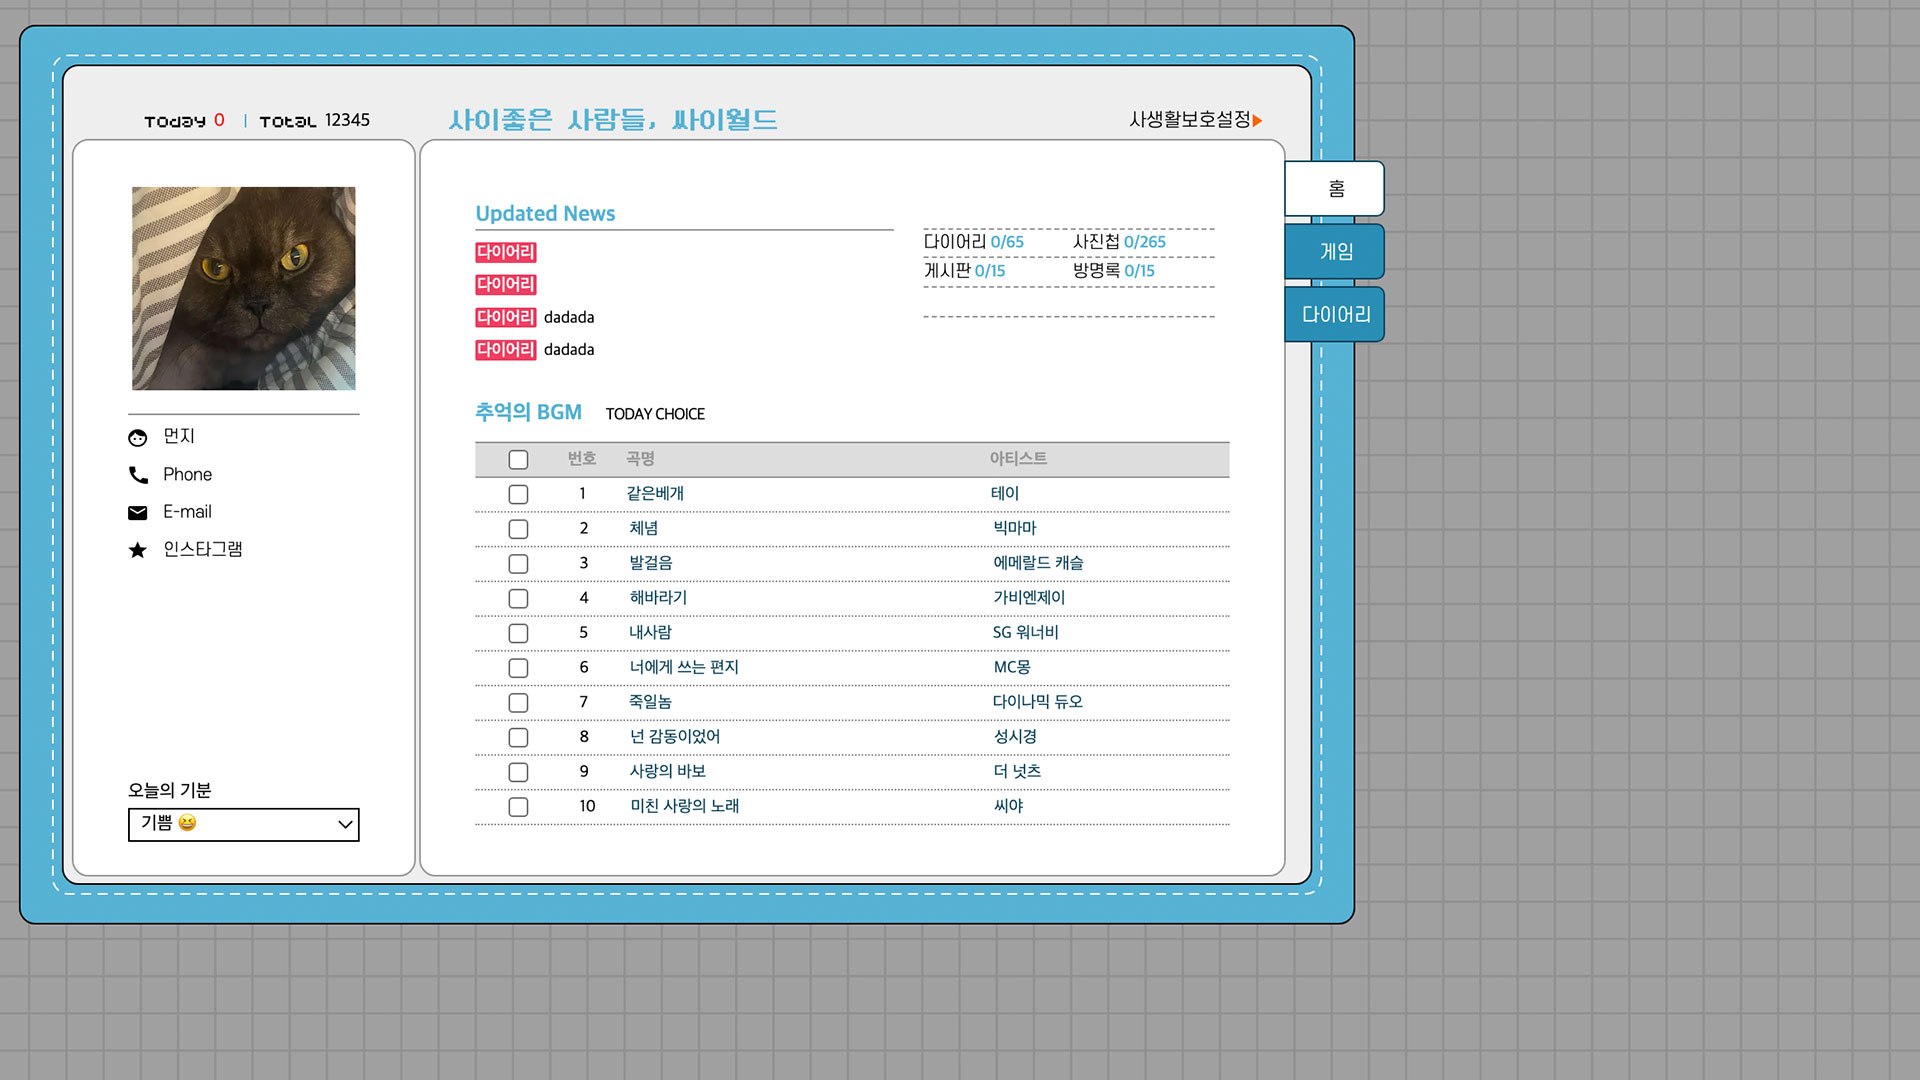 Today 0 | Total 12345
사이좋은 사람들, 싸이월드
사생활보호설정
먼지
Phone
E-mail
인스타그램
오늘의 기분
기쁨 😆
Updated News
다이어리
다이어리
다이어리 dadada
다이어리 dadada
다이어리 0/65 사진첩 0/265
게시판 0/15 방명록 0/15
추억의 BGM TODAY CHOICE
번호 곡명 아티스트
1 같은베개 테이
2 체념 빅마마
3 발걸음 에메랄드 캐슬
4 해바라기 가비엔제이
5 내사람 SG 워너비
6 너에게 쓰는 편지 MC몽
7 죽일놈 다이나믹 듀오
8 넌 감동이었어 성시경
9 사랑의 바보 더 넛츠
10 미친 사랑의 노래 씨야
홈
게임
다이어리